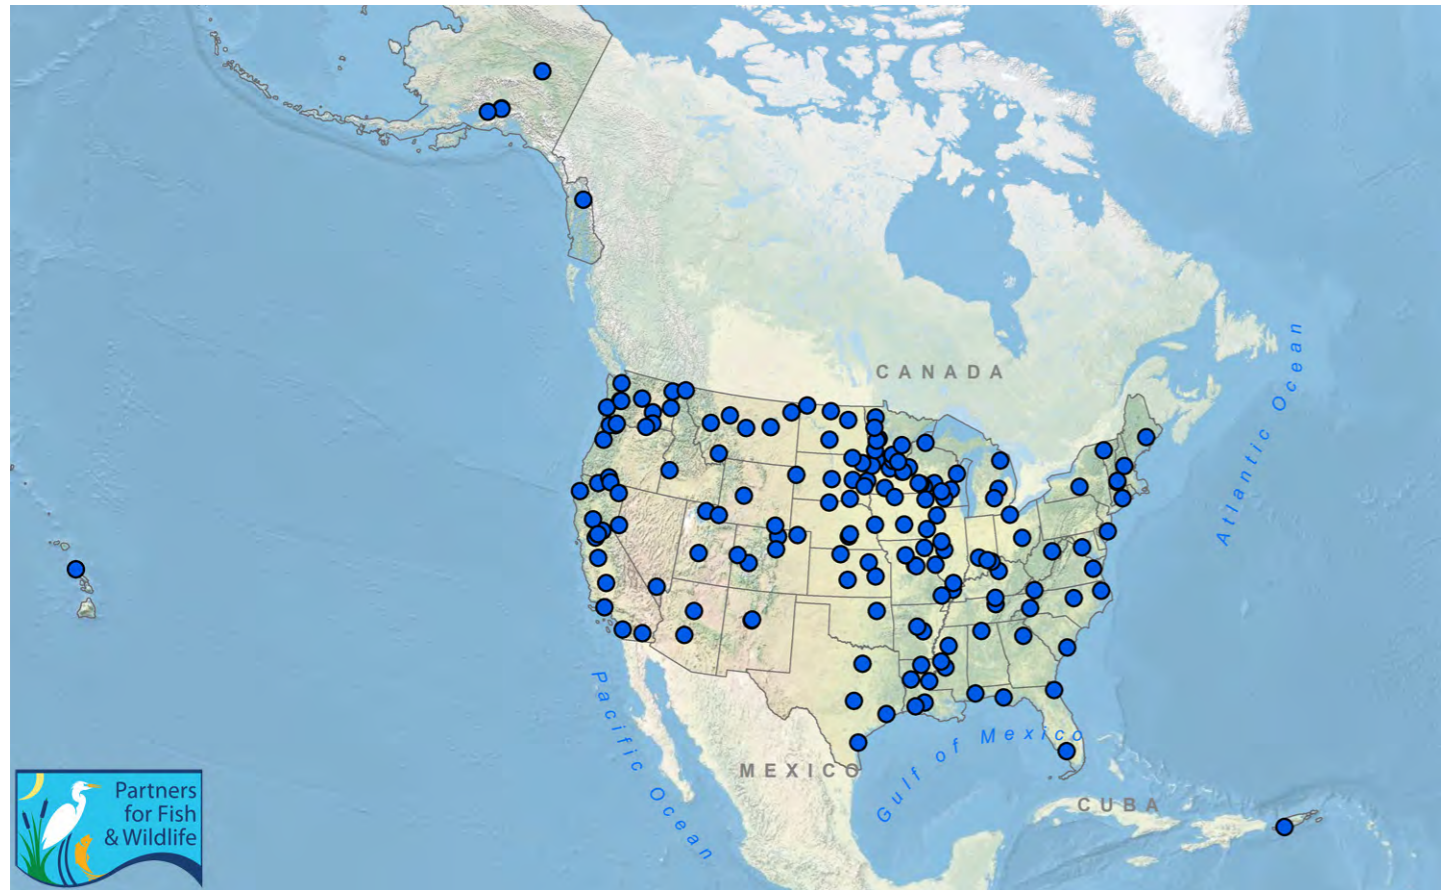 CANADA
Atlantic Ocean
Pacific Ocean
Gulf of Mexico
MEXICO
CUBA
Partners
for Fish
& Wildlife